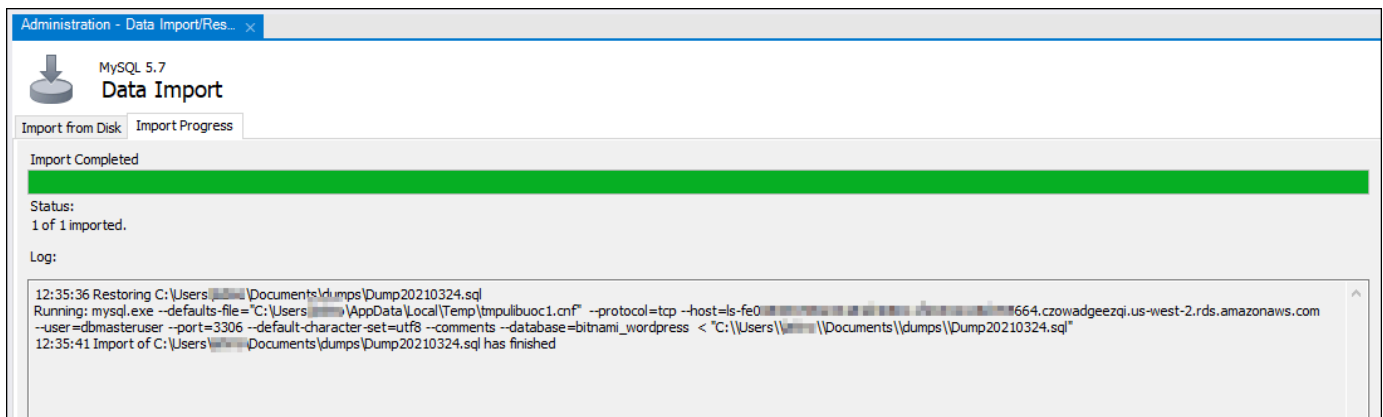 Administration - Data Import/Res... ×
MySQL 5.7
Data Import
Import from Disk Import Progress
Import Completed
Status:
1 of 1 imported.
Log:
12:35:36 Restoring C:\Users\ \Documents\dumps\Dump20210324.sql
Running: mysql.exe --defaults-file="C:\Users \AppData\Local\Temp\tmpulibuoc1.cnf" --protocol=tcp --host=ls-fe0 664.czowadgeezqi.us-west-2.rds.amazonaws.com
--user=dbmasteruser --port=3306 --default-character-set=utf8 --comments --database=bitnami_wordpress < "C:\\Users\\ \\Documents\\dumps\\Dump20210324.sql"
12:35:41 Import of C:\Users\ \Documents\dumps\Dump20210324.sql has finished